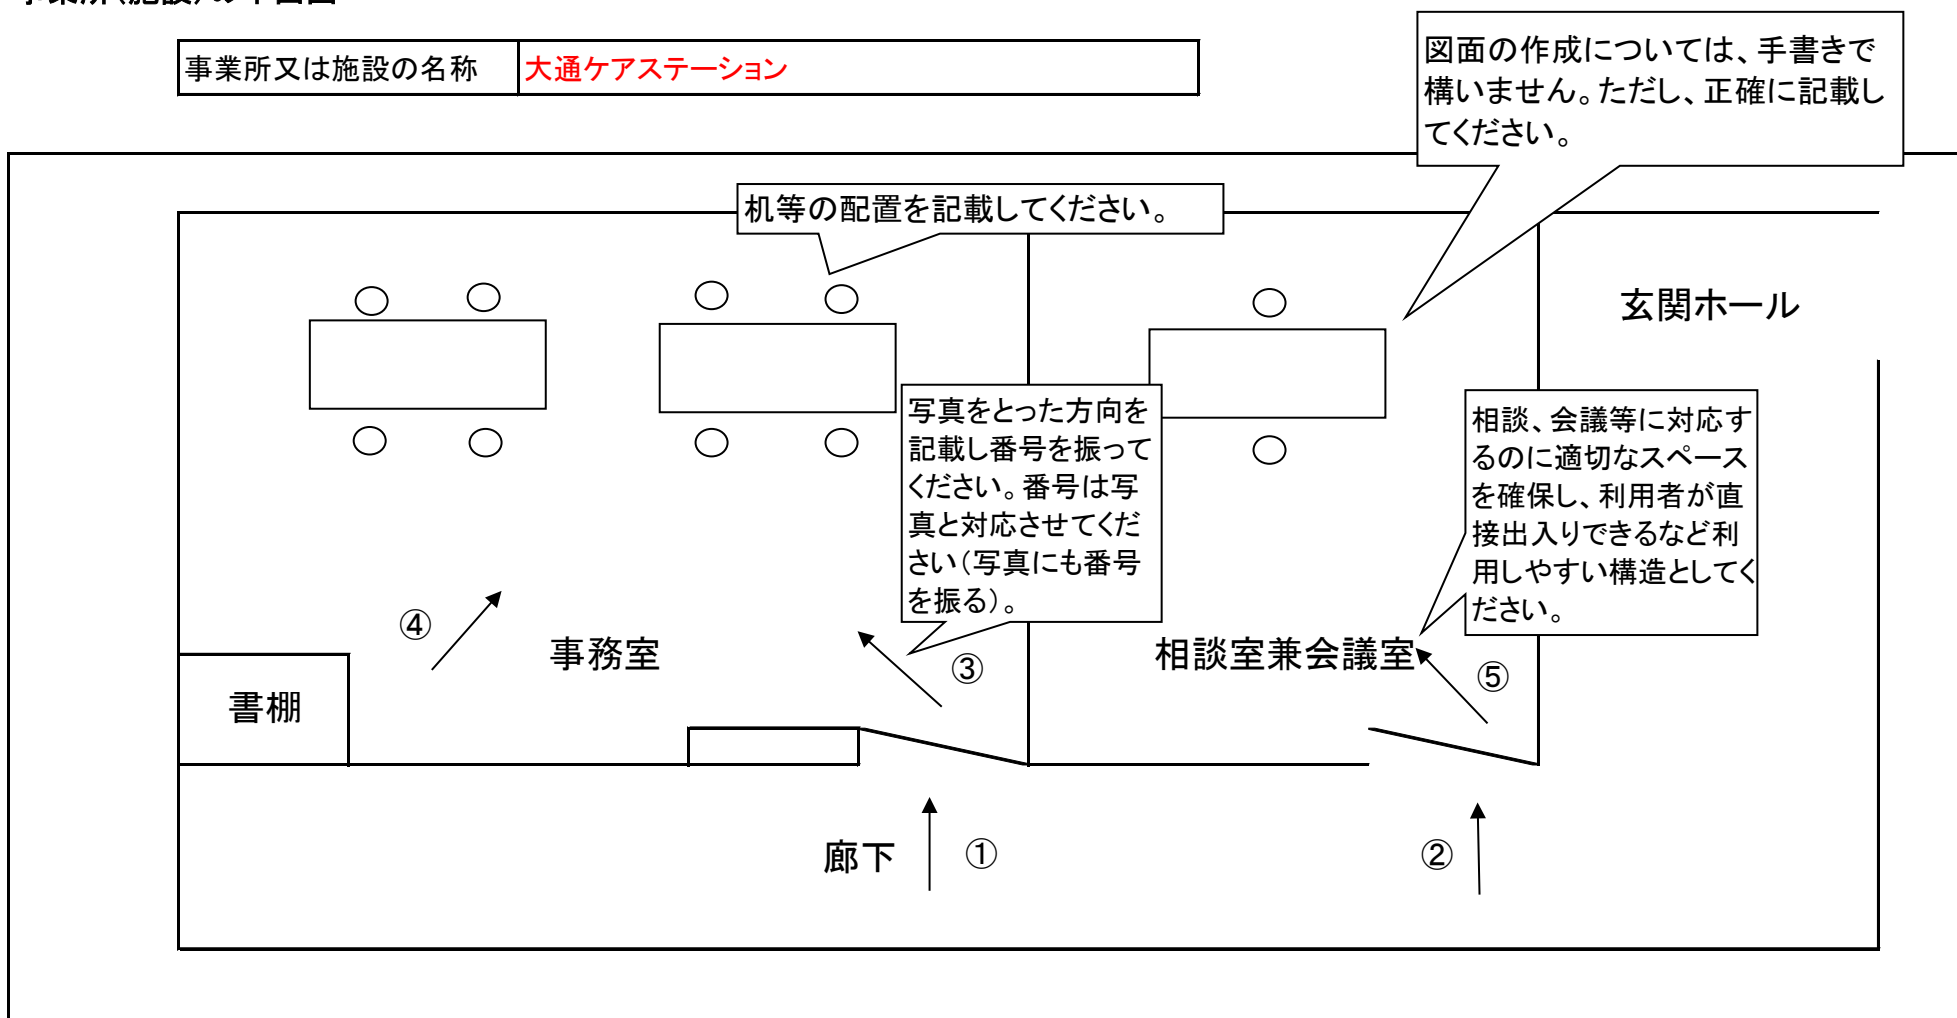 事業所又は施設の名称
大通ケアステーション
図面の作成については、手書きで
構いません。ただし、正確に記載し
てください。
机等の配置を記載してください。
玄関ホール
写真をとった方向を
記載し番号を振って
ください。番号は写
真と対応させてくだ
さい（写真にも番号
を振る）。
相談、会議等に対応す
るのに適切なスペース
を確保し、利用者が直
接出入りできるなど利
用しやすい構造としてく
ださい。
④
事務室
③
相談室兼会議室
⑤
書棚
廊下
①
②